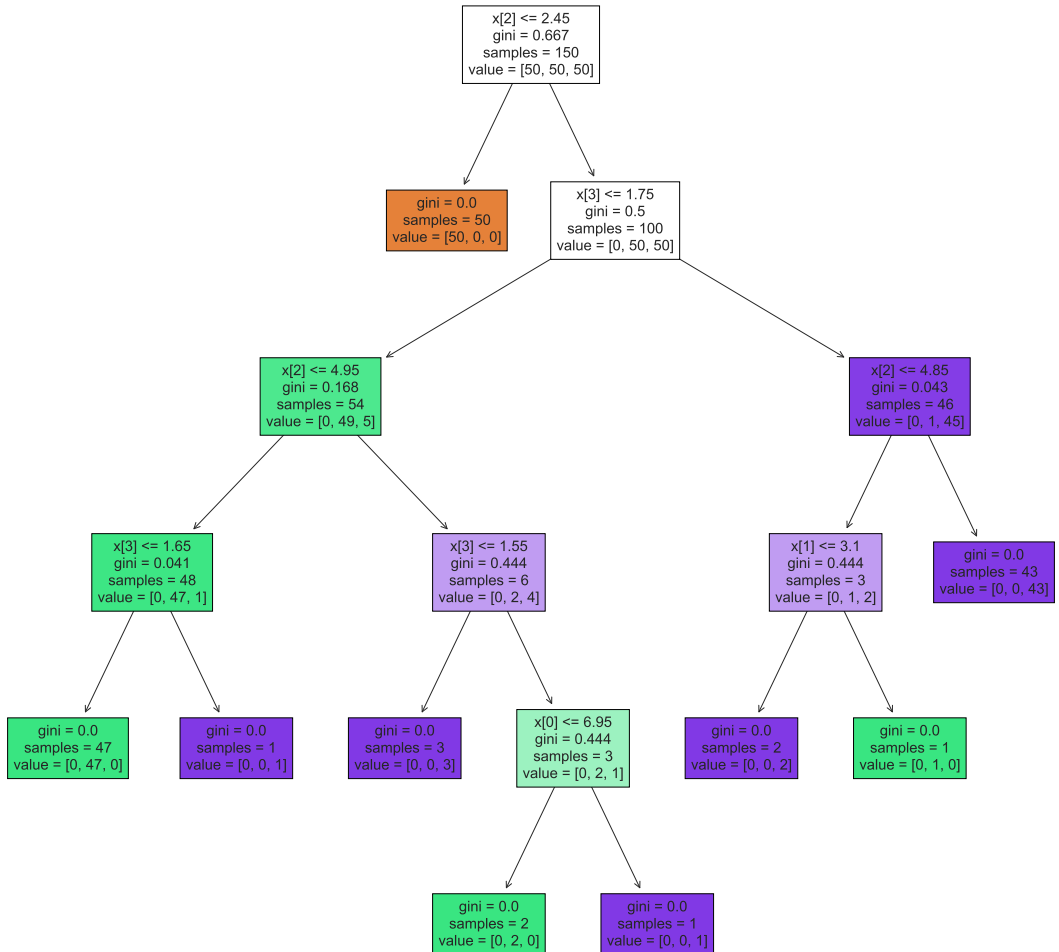 x[2] <= 2.45
gini = 0.667
samples = 150
value = [50, 50, 50]
gini = 0.0
samples = 50
value = [50, 0, 0]
x[3] <= 1.75
gini = 0.5
samples = 100
value = [0, 50, 50]
x[2] <= 4.95
gini = 0.168
samples = 54
value = [0, 49, 5]
x[2] <= 4.85
gini = 0.043
samples = 46
value = [0, 1, 45]
x[3] <= 1.65
gini = 0.041
samples = 48
value = [0, 47, 1]
x[3] <= 1.55
gini = 0.444
samples = 6
value = [0, 2, 4]
x[1] <= 3.1
gini = 0.444
samples = 3
value = [0, 1, 2]
gini = 0.0
samples = 43
value = [0, 0, 43]
gini = 0.0
samples = 47
value = [0, 47, 0]
gini = 0.0
samples = 1
value = [0, 0, 1]
gini = 0.0
samples = 3
value = [0, 0, 3]
x[0] <= 6.95
gini = 0.444
samples = 3
value = [0, 2, 1]
gini = 0.0
samples = 2
value = [0, 0, 2]
gini = 0.0
samples = 1
value = [0, 1, 0]
gini = 0.0
samples = 2
value = [0, 2, 0]
gini = 0.0
samples = 1
value = [0, 0, 1]